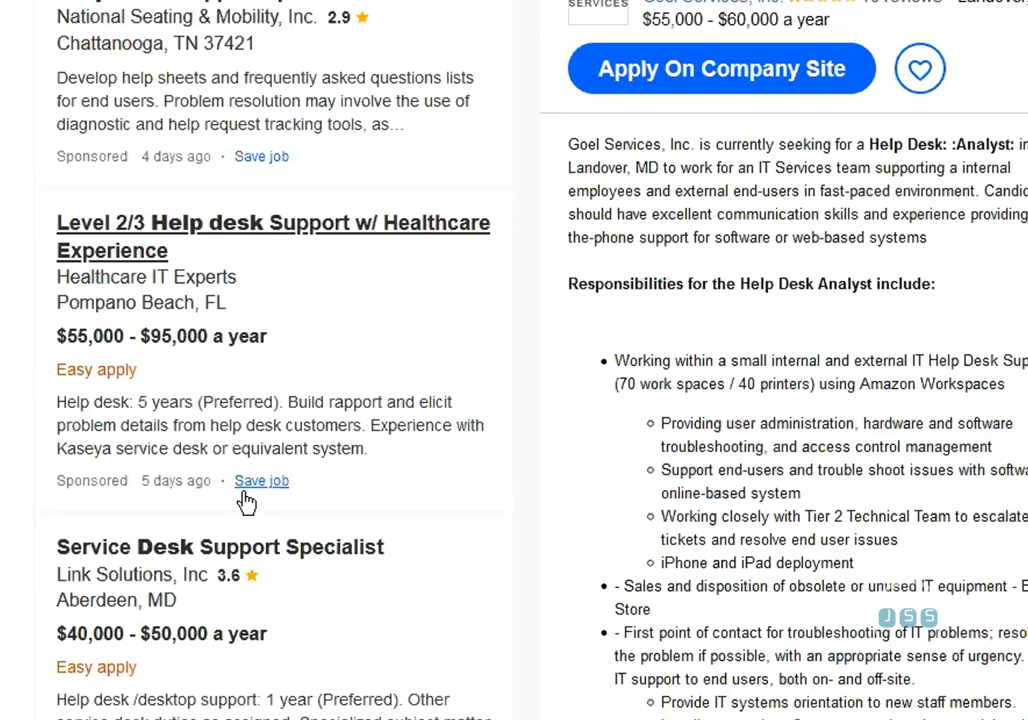 National Seating & Mobility, Inc. 2.9
Chattanooga, TN 37421
Develop help sheets and frequently asked questions lists
for end users. Problem resolution may involve the use of
diagnostic and help request tracking tools, as…
Sponsored 4 days ago · Save job
Level 2/3 Help desk Support w/ Healthcare
Experience
Healthcare IT Experts
Pompano Beach, FL
$55,000 - $95,000 a year
Easy apply
Help desk: 5 years (Preferred). Build rapport and elicit
problem details from help desk customers. Experience with
Kaseya service desk or equivalent system.
Sponsored 5 days ago · Save job
Service Desk Support Specialist
Link Solutions, Inc 3.6
Aberdeen, MD
$40,000 - $50,000 a year
Easy apply
Help desk /desktop support: 1 year (Preferred). Other
SERVICES
$55,000 - $60,000 a year
Apply On Company Site
Goel Services, Inc. is currently seeking for a Help Desk: :Analyst: in
Landover, MD to work for an IT Services team supporting a internal
employees and external end-users in fast-paced environment. Candid
should have excellent communication skills and experience providing
the-phone support for software or web-based systems
Responsibilities for the Help Desk Analyst include:
Working within a small internal and external IT Help Desk Sup
(70 work spaces / 40 printers) using Amazon Workspaces
Providing user administration, hardware and software
troubleshooting, and access control management
Support end-users and trouble shoot issues with softwa
online-based system
Working closely with Tier 2 Technical Team to escalate
tickets and resolve end user issues
iPhone and iPad deployment
- Sales and disposition of obsolete or unused IT equipment - E
Store
JSS
- First point of contact for troubleshooting of IT problems; reso
the problem if possible, with an appropriate sense of urgency.
IT support to end users, both on- and off-site.
Provide IT systems orientation to new staff members.